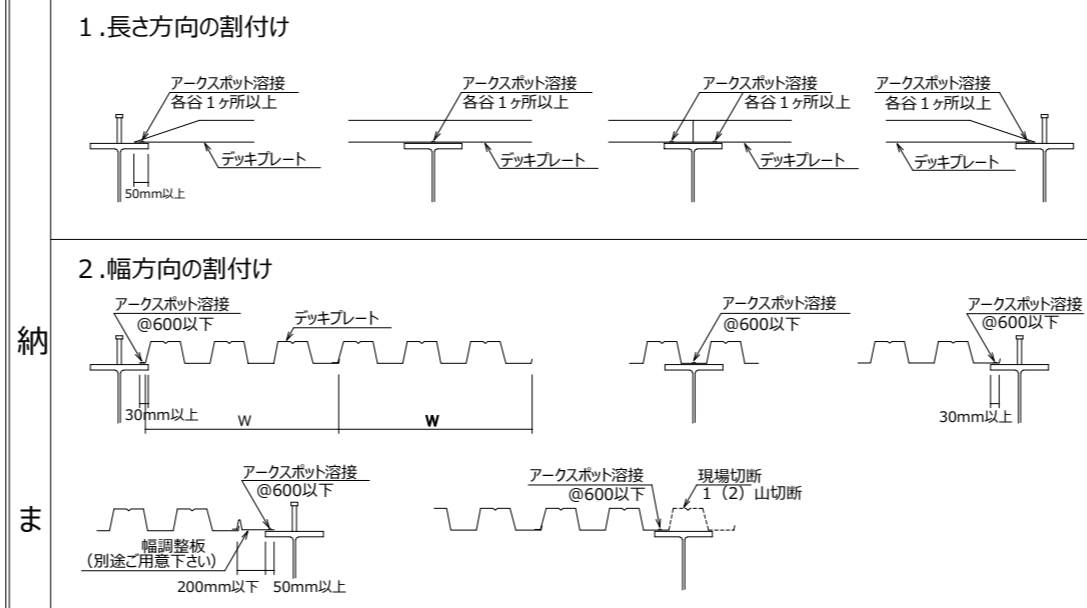 1.長さ方向の割付け
アークスポット溶接
各谷1ヶ所以上
デッキプレート
50mm以上
アークスポット溶接
各谷1ヶ所以上
デッキプレート
アークスポット溶接
各谷1ヶ所以上
デッキプレート
アークスポット溶接
各谷1ヶ所以上
デッキプレート
2.幅方向の割付け
アークスポット溶接
@600以下
デッキプレート
30mm以上
W
W
アークスポット溶接
@600以下
アークスポット溶接
@600以下
30mm以上
納
アークスポット溶接
@600以下
幅調整板
(別途ご用意下さい)
200mm以下
50mm以上
アークスポット溶接
@600以下
現場切断
1(2)山切断
ま